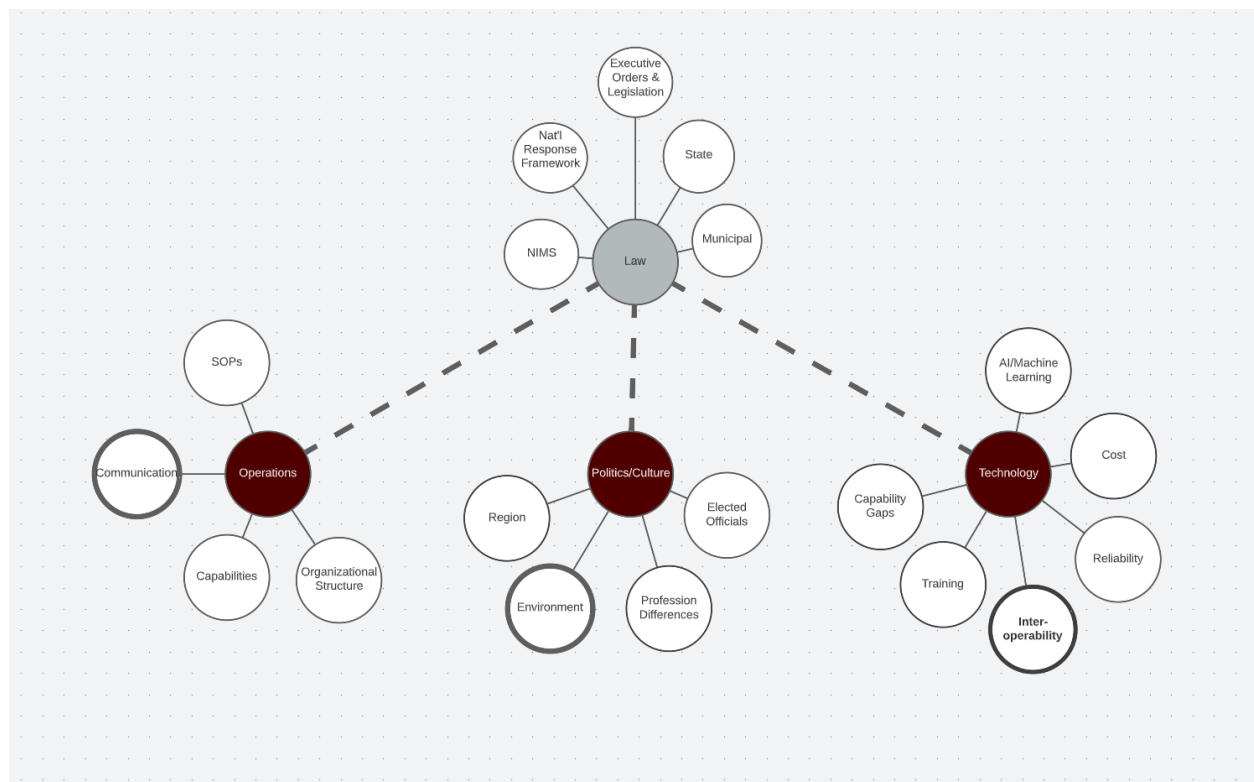 Executive
Orders &
Legislation
Nat'l
Response
Framework
State
NIMS
Municipal
Law
SOPs
Communication
Operations
Capabilities
Organizational
Structure
Politics/Culture
Region
Elected
Officials
Environment
Profession
Differences
AI/Machine
Learning
Technology
Cost
Capability
Gaps
Reliability
Training
Inter-
operability